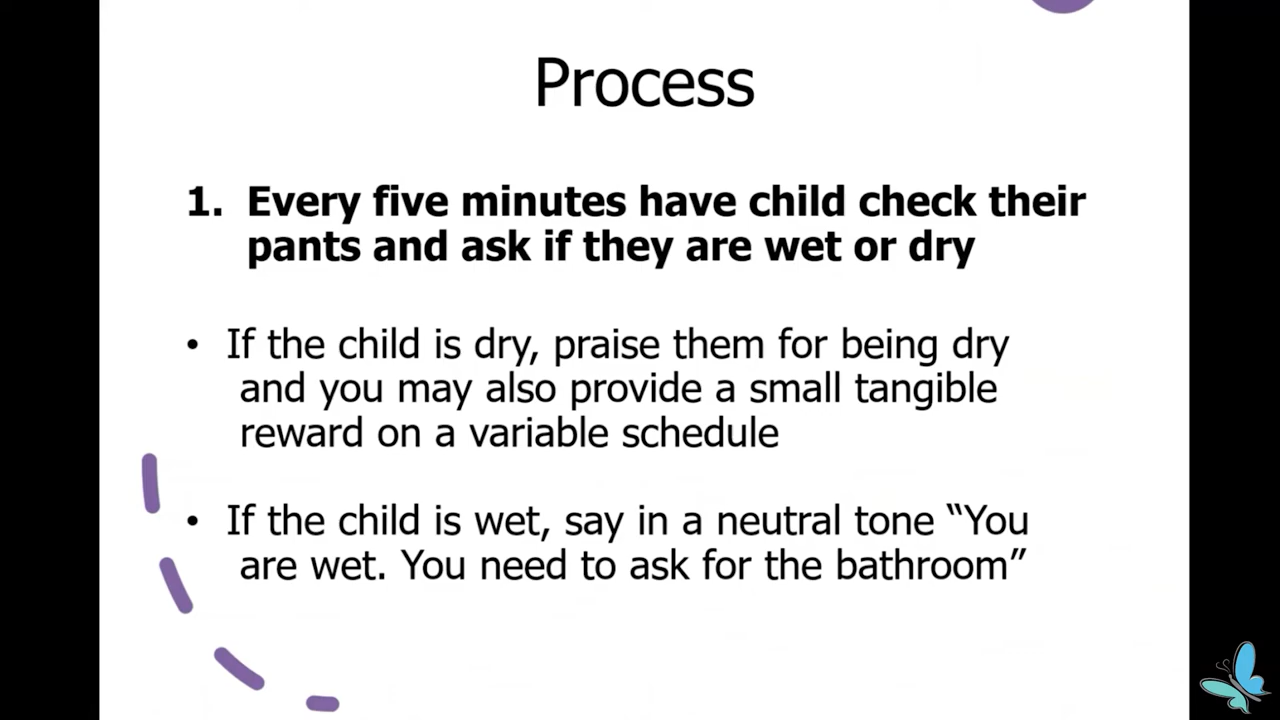 Process
1. Every five minutes have child check their
pants and ask if they are wet or dry
• If the child is dry, praise them for being dry
and you may also provide a small tangible
reward on a variable schedule
• If the child is wet, say in a neutral tone “You
are wet. You need to ask for the bathroom”